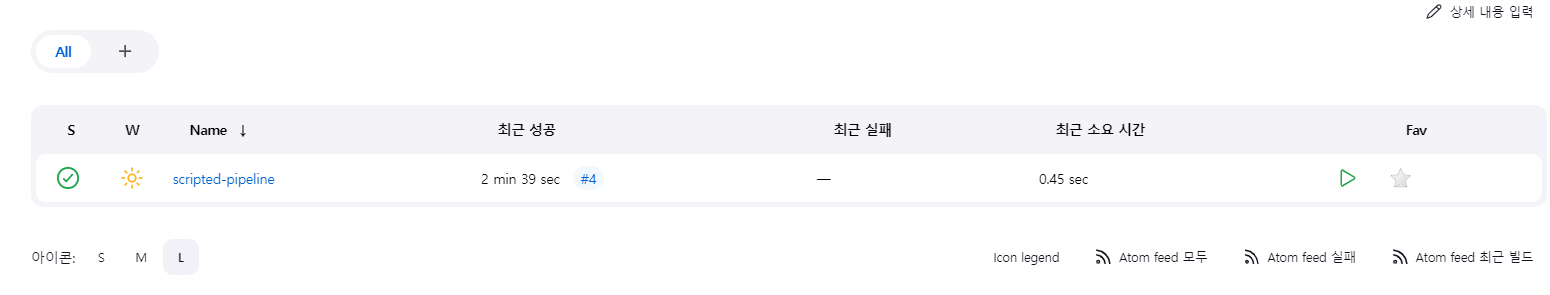 상세 내용 입력
All +
S W Name ↓ 최근 성공 최근 실패 최근 소요 시간 Fav
scripted-pipeline 2 min 39 sec #4 — 0.45 sec
아이콘: S M L Icon legend Atom feed 모두 Atom feed 실패 Atom feed 최근 빌드